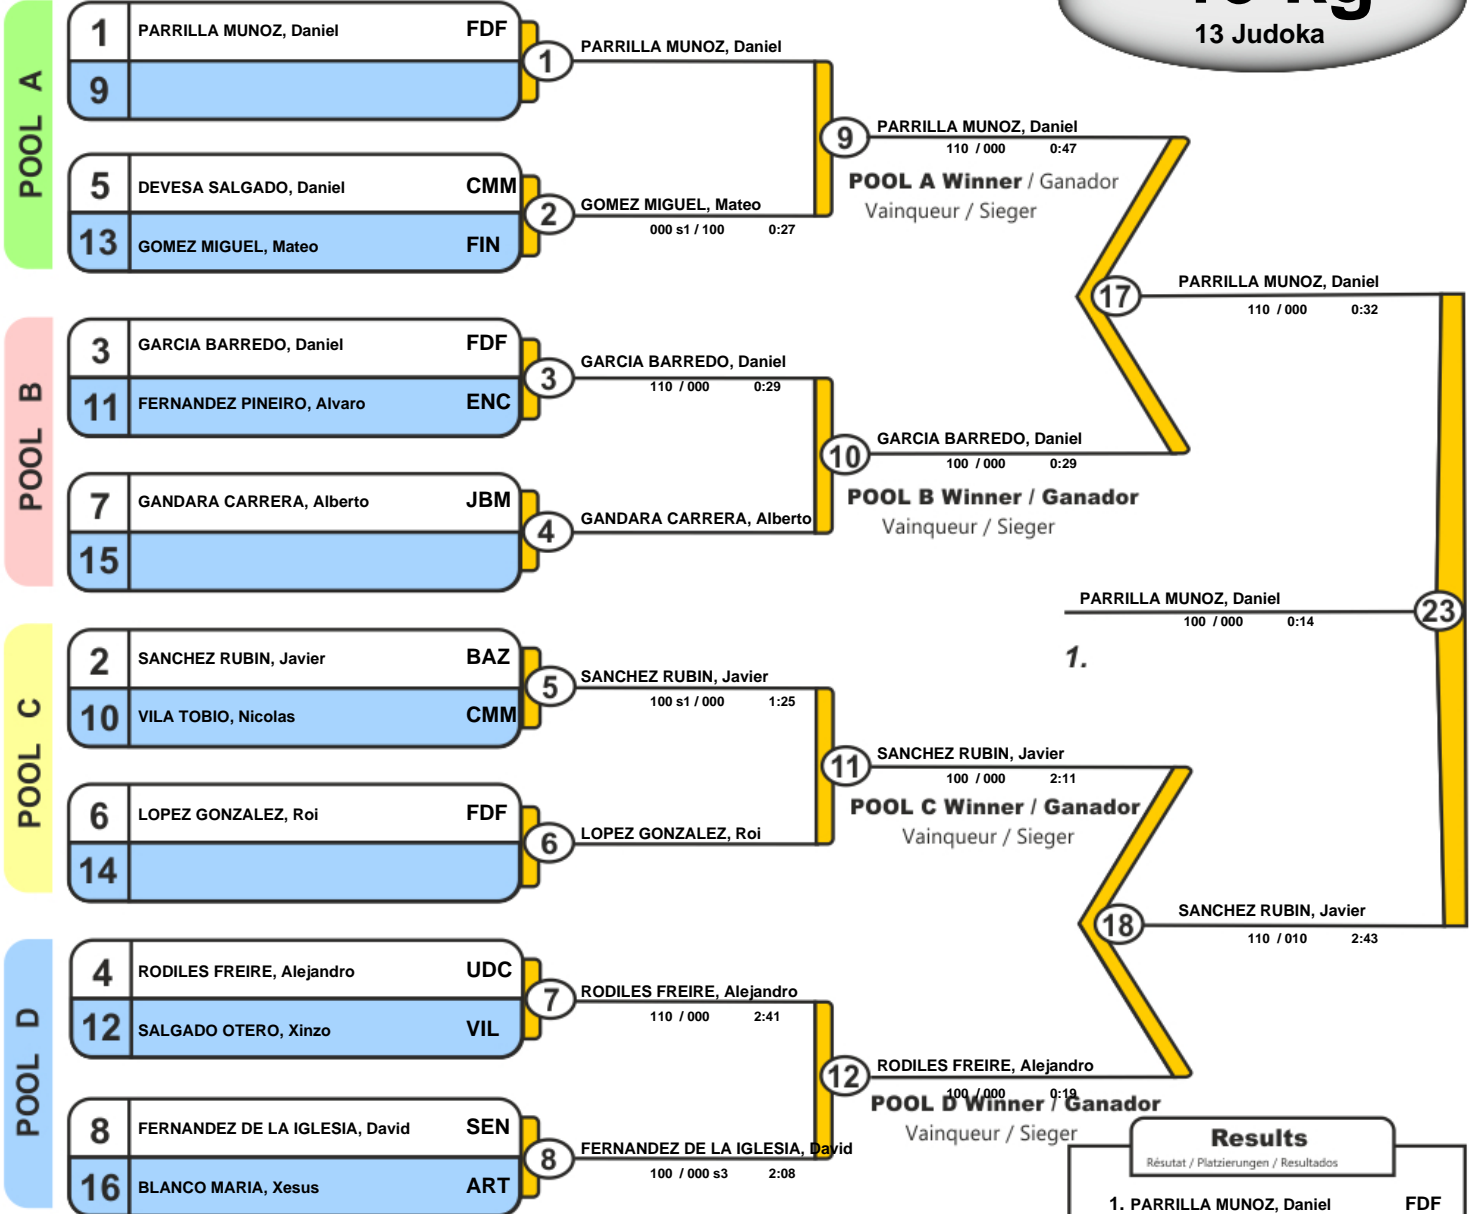 13 Judoka
POOL A
1 PARRILLA MUNOZ, Daniel FDF
9
1
PARRILLA MUNOZ, Daniel
5 DEVESA SALGADO, Daniel CMM
13 GOMEZ MIGUEL, Mateo FIN
2
GOMEZ MIGUEL, Mateo
000 s1 / 100 0:27
9
PARRILLA MUNOZ, Daniel
110 / 000 0:47
POOL A Winner / Ganador
Vainqueur / Sieger
POOL B
3 GARCIA BARREDO, Daniel FDF
11 FERNANDEZ PINEIRO, Alvaro ENC
3
GARCIA BARREDO, Daniel
110 / 000 0:29
7 GANDARA CARRERA, Alberto JBM
15
4
GANDARA CARRERA, Alberto
10
GARCIA BARREDO, Daniel
100 / 000 0:29
POOL B Winner / Ganador
Vainqueur / Sieger
17
PARRILLA MUNOZ, Daniel
110 / 000 0:32
PARRILLA MUNOZ, Daniel
23
100 / 000 0:14
1.
POOL C
2 SANCHEZ RUBIN, Javier BAZ
10 VILA TOBIO, Nicolas CMM
5
SANCHEZ RUBIN, Javier
100 s1 / 000 1:25
6 LOPEZ GONZALEZ, Roi FDF
14
6
LOPEZ GONZALEZ, Roi
11
SANCHEZ RUBIN, Javier
100 / 000 2:11
POOL C Winner / Ganador
Vainqueur / Sieger
18
SANCHEZ RUBIN, Javier
110 / 010 2:43
POOL D
4 RODILES FREIRE, Alejandro UDC
12 SALGADO OTERO, Xinzo VIL
7
RODILES FREIRE, Alejandro
110 / 000 2:41
8 FERNANDEZ DE LA IGLESIA, David SEN
16 BLANCO MARIA, Xesus ART
8
FERNANDEZ DE LA IGLESIA, David
100 / 000 s3 2:08
12
RODILES FREIRE, Alejandro
100 / 000 0:19
POOL D Winner / Ganador
Vainqueur / Sieger
Results
Résutat / Platzierungen / Resultados
1. PARRILLA MUNOZ, Daniel FDF